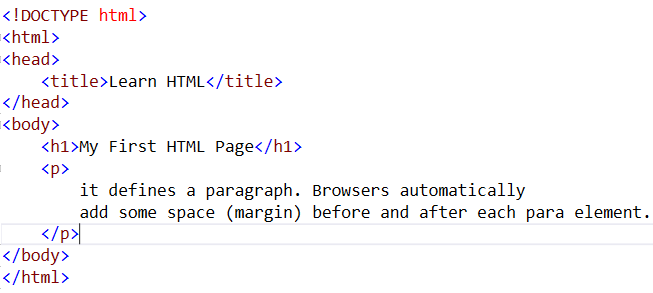 <!DOCTYPE html>
<html>
<head>
    <title>Learn HTML</title>
</head>
<body>
    <h1>My First HTML Page</h1>
    <p>
        it defines a paragraph. Browsers automatically
        add some space (margin) before and after each para element.
    </p>
</body>
</html>